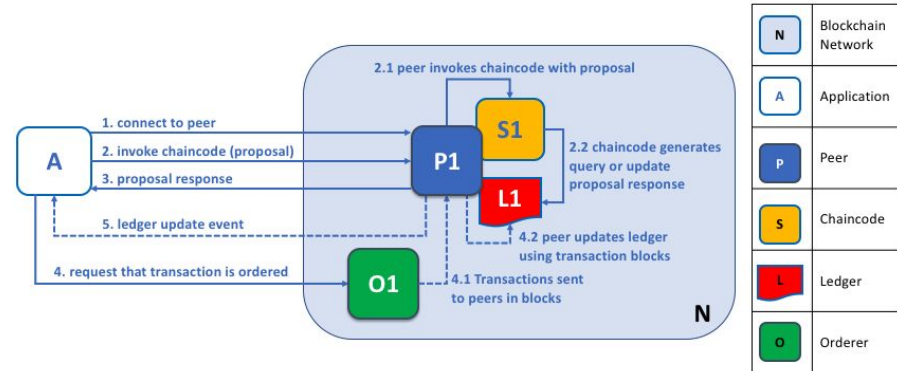 2.1 peer invokes chaincode with proposal
1. connect to peer
A
2. invoke chaincode (proposal)
3. proposal response
P1
S1
2.2 chaincode generates
query or update
proposal response
L1
5. ledger update event
4.2 peer updates ledger
using transaction blocks
4. request that transaction is ordered
O1
4.1 Transactions sent
to peers in blocks
N
N
Blockchain
Network
A
Application
P
Peer
S
Chaincode
L
Ledger
O
Orderer